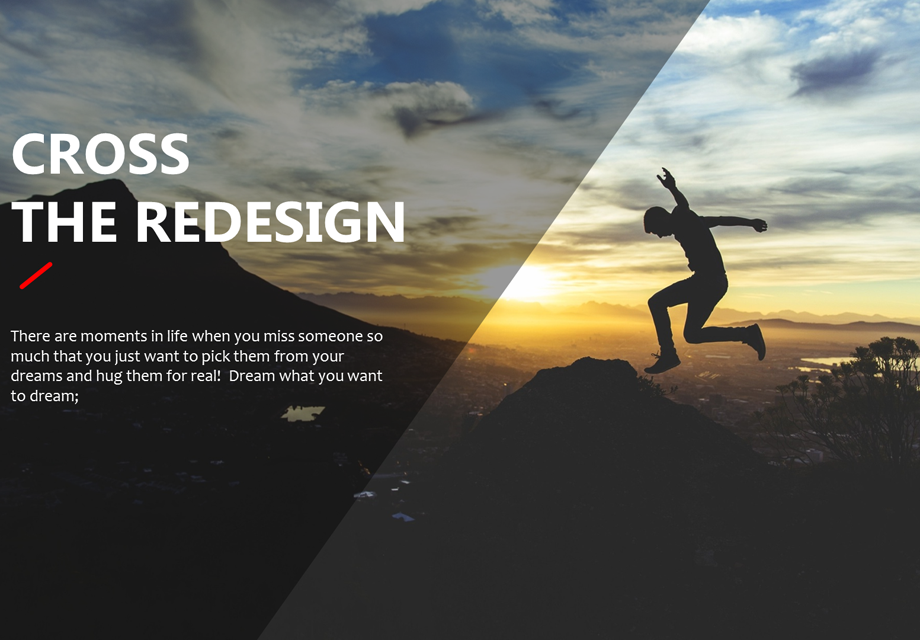 CROSS
THE REDESIGN
There are moments in life when you miss someone so
much that you just want to pick them from your
dreams and hug them for real!  Dream what you want
to dream;